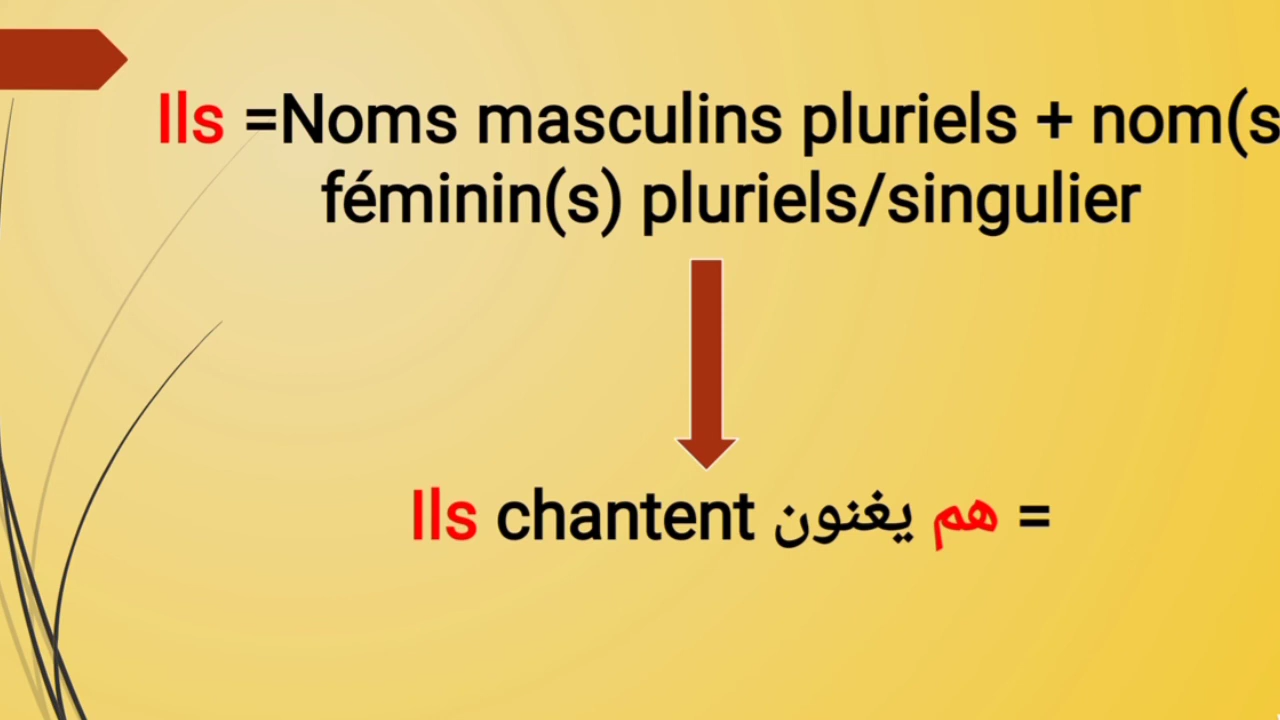 Ils =Noms masculins pluriels + nom(s
féminin(s) pluriels/singulier
Ils chantent هم يغنون =